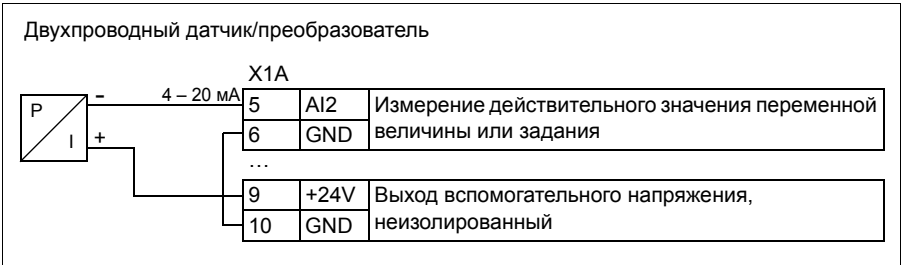 Двухпроводный датчик/преобразователь
X1A
P
I
-
+
4 – 20 мА
5 AI2 Измерение действительного значения переменной
6 GND величины или задания
…
9 +24V Выход вспомогательного напряжения,
10 GND неизолированный